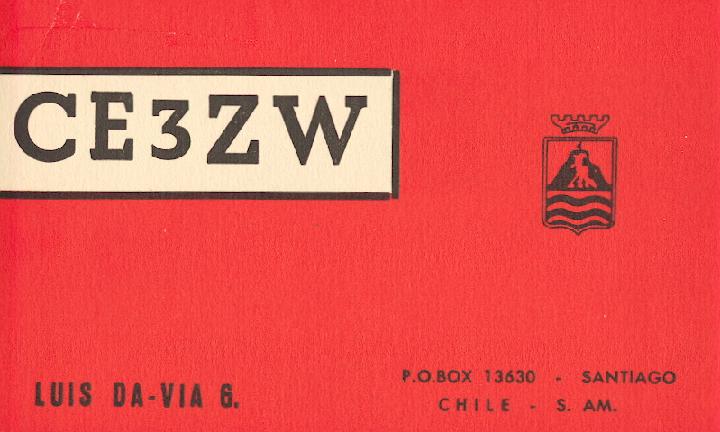 CE3ZW
LUIS DA-VIA G.
P.O.BOX 13630 - SANTIAGO
CHILE - S. AM.